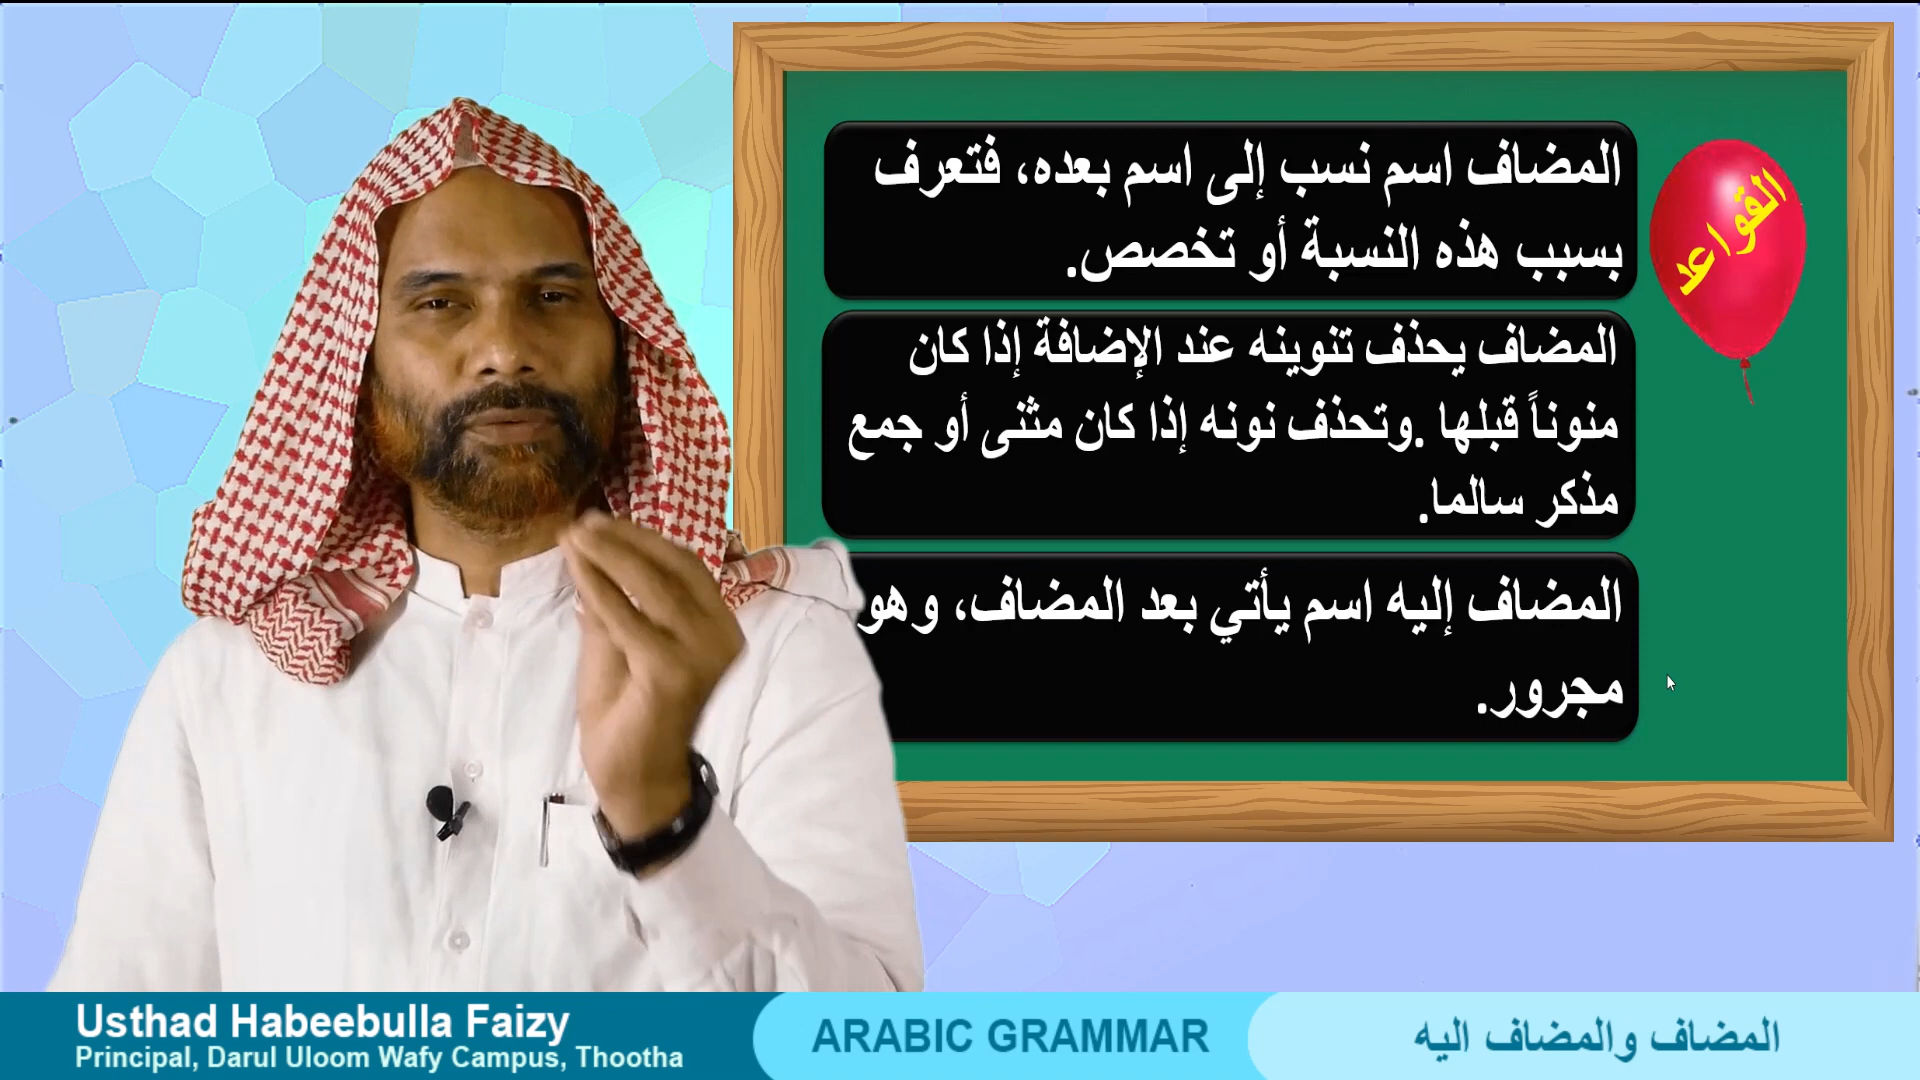 المضاف اسم نسب إلى اسم بعده، فتعرف
بسبب هذه النسبة أو تخصص.
القواعد
المضاف يحذف تنوينه عند الإضافة إذا كان
منوناً قبلها .وتحذف نونه إذا كان مثنى أو جمع
مذكر سالما.
المضاف إليه اسم يأتي بعد المضاف، وهو
مجرور.
Usthad Habeebulla Faizy
Principal, Darul Uloom Wafy Campus, Thootha
ARABIC GRAMMAR
المضاف والمضاف اليه